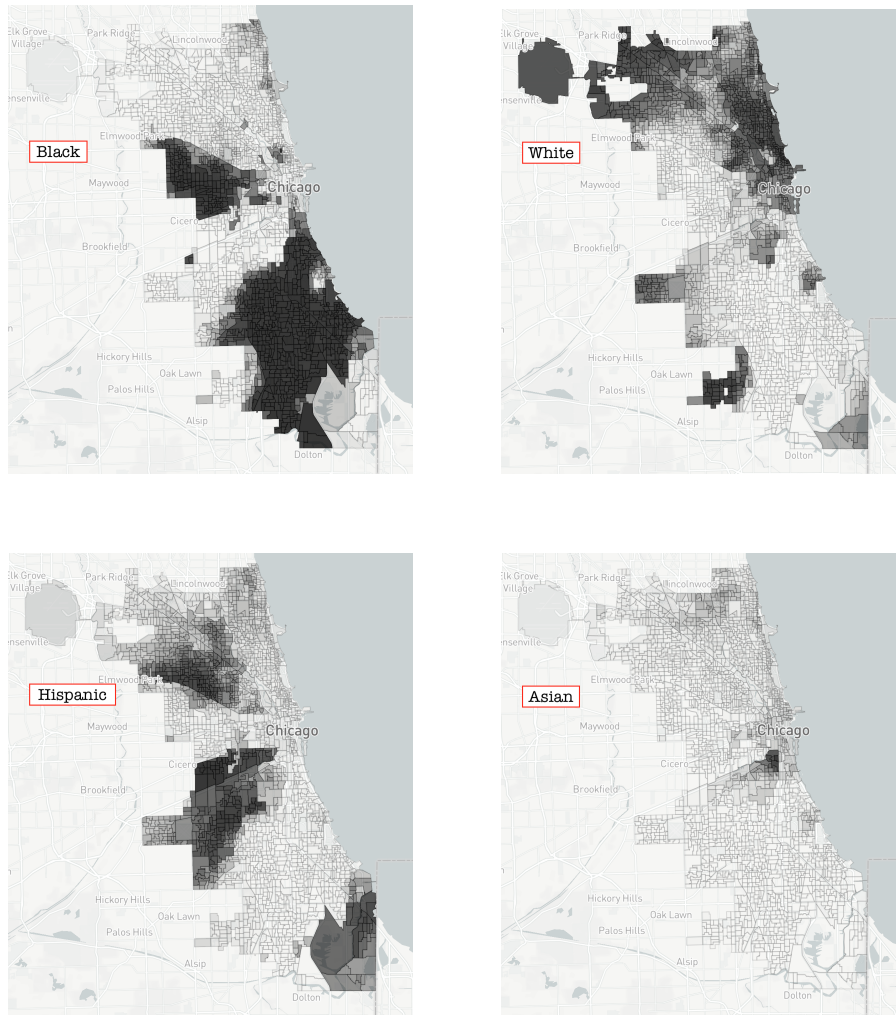 Elk Grove
Village
Park Ridge
Lincolnwood
ensenville
Elmwood Park
Black
Maywood
Chicago
Cicero
Brookfield
Hickory Hills
Oak Lawn
Palos Hills
Alsip
Dolton
Elk Grove
Village
Park Ridge
Lincolnwood
ensenville
Elmwood Park
White
Maywood
Chicago
Cicero
Brookfield
Hickory Hills
Oak Lawn
Palos Hills
Alsip
Dolton
Elk Grove
Village
Park Ridge
Lincolnwood
ensenville
Elmwood Park
Hispanic
Maywood
Chicago
Cicero
Brookfield
Hickory Hills
Oak Lawn
Palos Hills
Alsip
Dolton
Elk Grove
Village
Park Ridge
Lincolnwood
ensenville
Elmwood Park
Asian
Maywood
Chicago
Cicero
Brookfield
Hickory Hills
Oak Lawn
Palos Hills
Alsip
Dolton